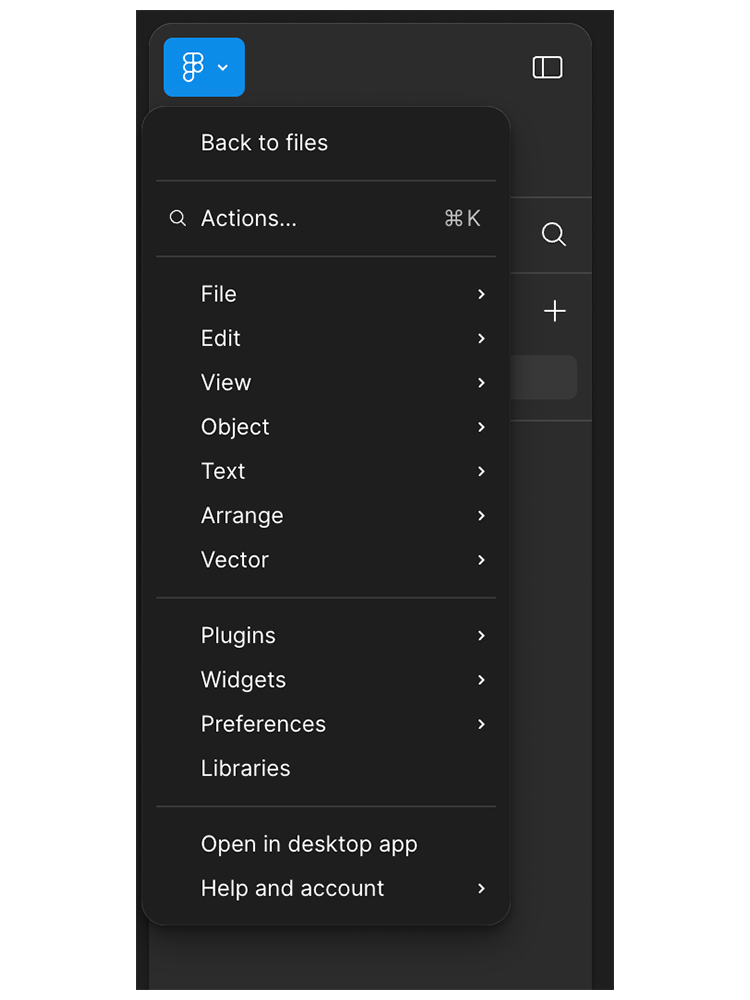 Back to files
Actions... ⌘K
File
Edit
View
Object
Text
Arrange
Vector
Plugins
Widgets
Preferences
Libraries
Open in desktop app
Help and account